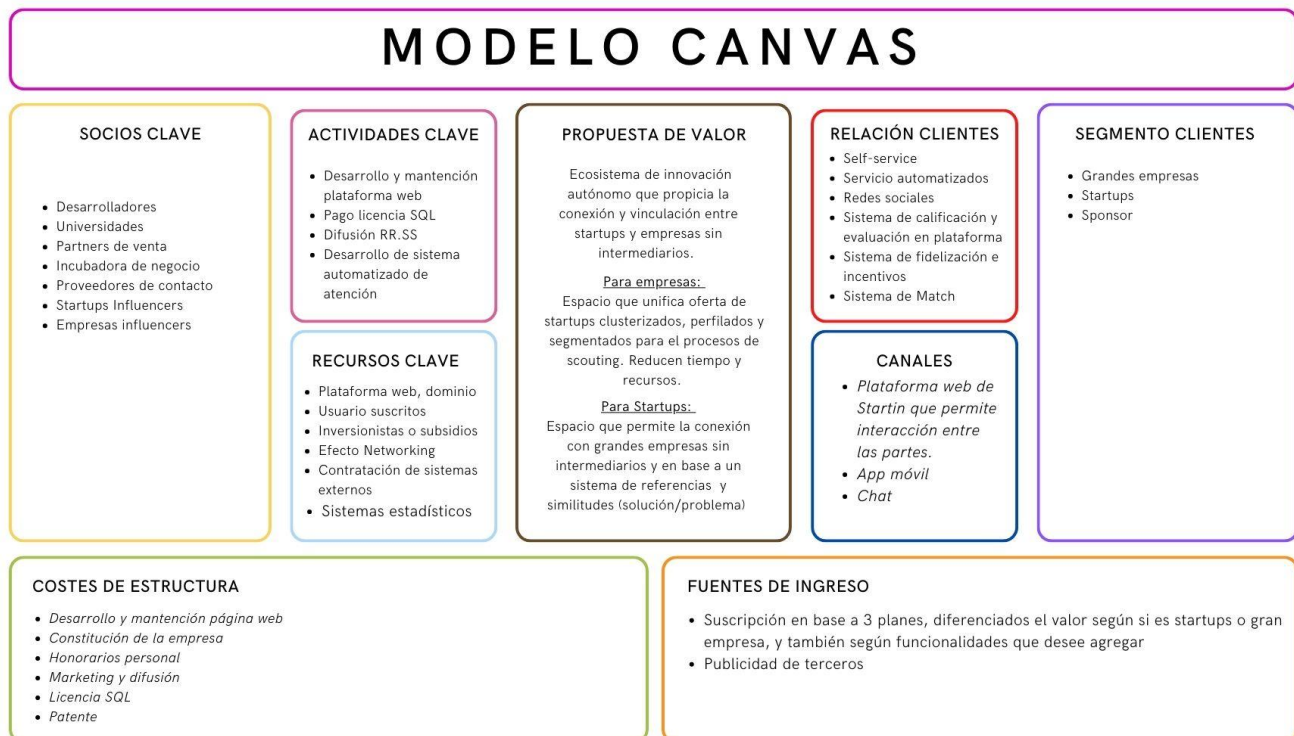 MODELO CANVAS
SOCIOS CLAVE
• Desarrolladores
• Universidades
• Partners de venta
• Incubadora de negocio
• Proveedores de contacto
• Startups Influencers
• Empresas influencers
ACTIVIDADES CLAVE
• Desarrollo y mantención
plataforma web
• Pago licencia SQL
• Difusión RR.SS
• Desarrollo de sistema
automatizado de
atención
RECURSOS CLAVE
• Plataforma web, dominio
• Usuario suscritos
• Inversionistas o subsidios
• Efecto Networking
• Contratación de sistemas
externos
• Sistemas estadísticos
PROPUESTA DE VALOR
Ecosistema de innovación
autónomo que propicia la
conexión y vinculación entre
startups y empresas sin
intermediarios.
Para empresas:
Espacio que unifica oferta de
startups clusterizados, perfilados y
segmentados para el procesos de
scouting. Reducen tiempo y
recursos.
Para Startups:
Espacio que permite la conexión
con grandes empresas sin
intermediarios y en base a un
sistema de referencias y
similitudes (solución/problema)
RELACIÓN CLIENTES
• Self-service
• Servicio automatizados
• Redes sociales
• Sistema de calificación y
evaluación en plataforma
• Sistema de fidelización e
incentivos
• Sistema de Match
CANALES
• Plataforma web de
Startin que permite
interacción entre
las partes.
• App móvil
• Chat
SEGMENTO CLIENTES
• Grandes empresas
• Startups
• Sponsor
COSTES DE ESTRUCTURA
• Desarrollo y mantención página web
• Constitución de la empresa
• Honorarios personal
• Marketing y difusión
• Licencia SQL
• Patente
FUENTES DE INGRESO
• Suscripción en base a 3 planes, diferenciados el valor según si es startups o gran
empresa, y también según funcionalidades que desee agregar
• Publicidad de terceros